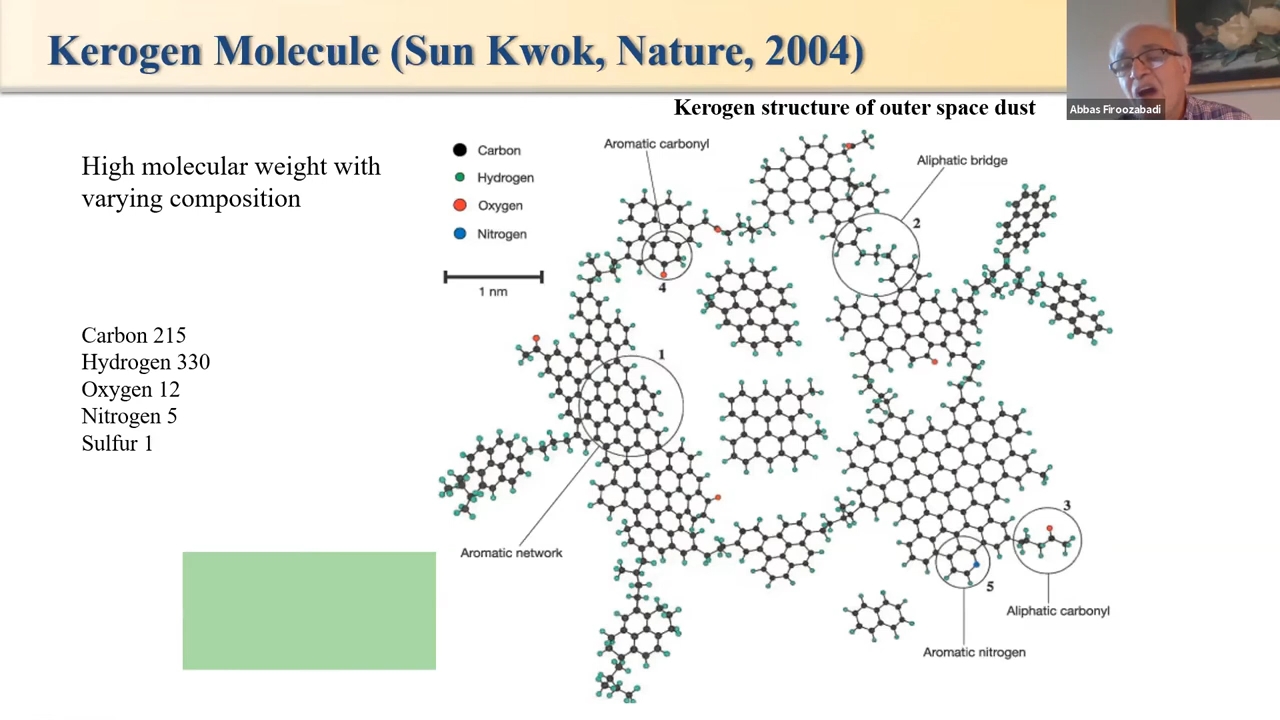 Kerogen Molecule (Sun Kwok, Nature, 2004)
Abbas Firoozabadi
Kerogen structure of outer space dust
High molecular weight with
varying composition
Carbon 215
Hydrogen 330
Oxygen 12
Nitrogen 5
Sulfur 1
Carbon
Hydrogen
Oxygen
Nitrogen
1 nm
Aromatic carbonyl
4
Aliphatic bridge
2
1
Aromatic network
3
Aliphatic carbonyl
5
Aromatic nitrogen